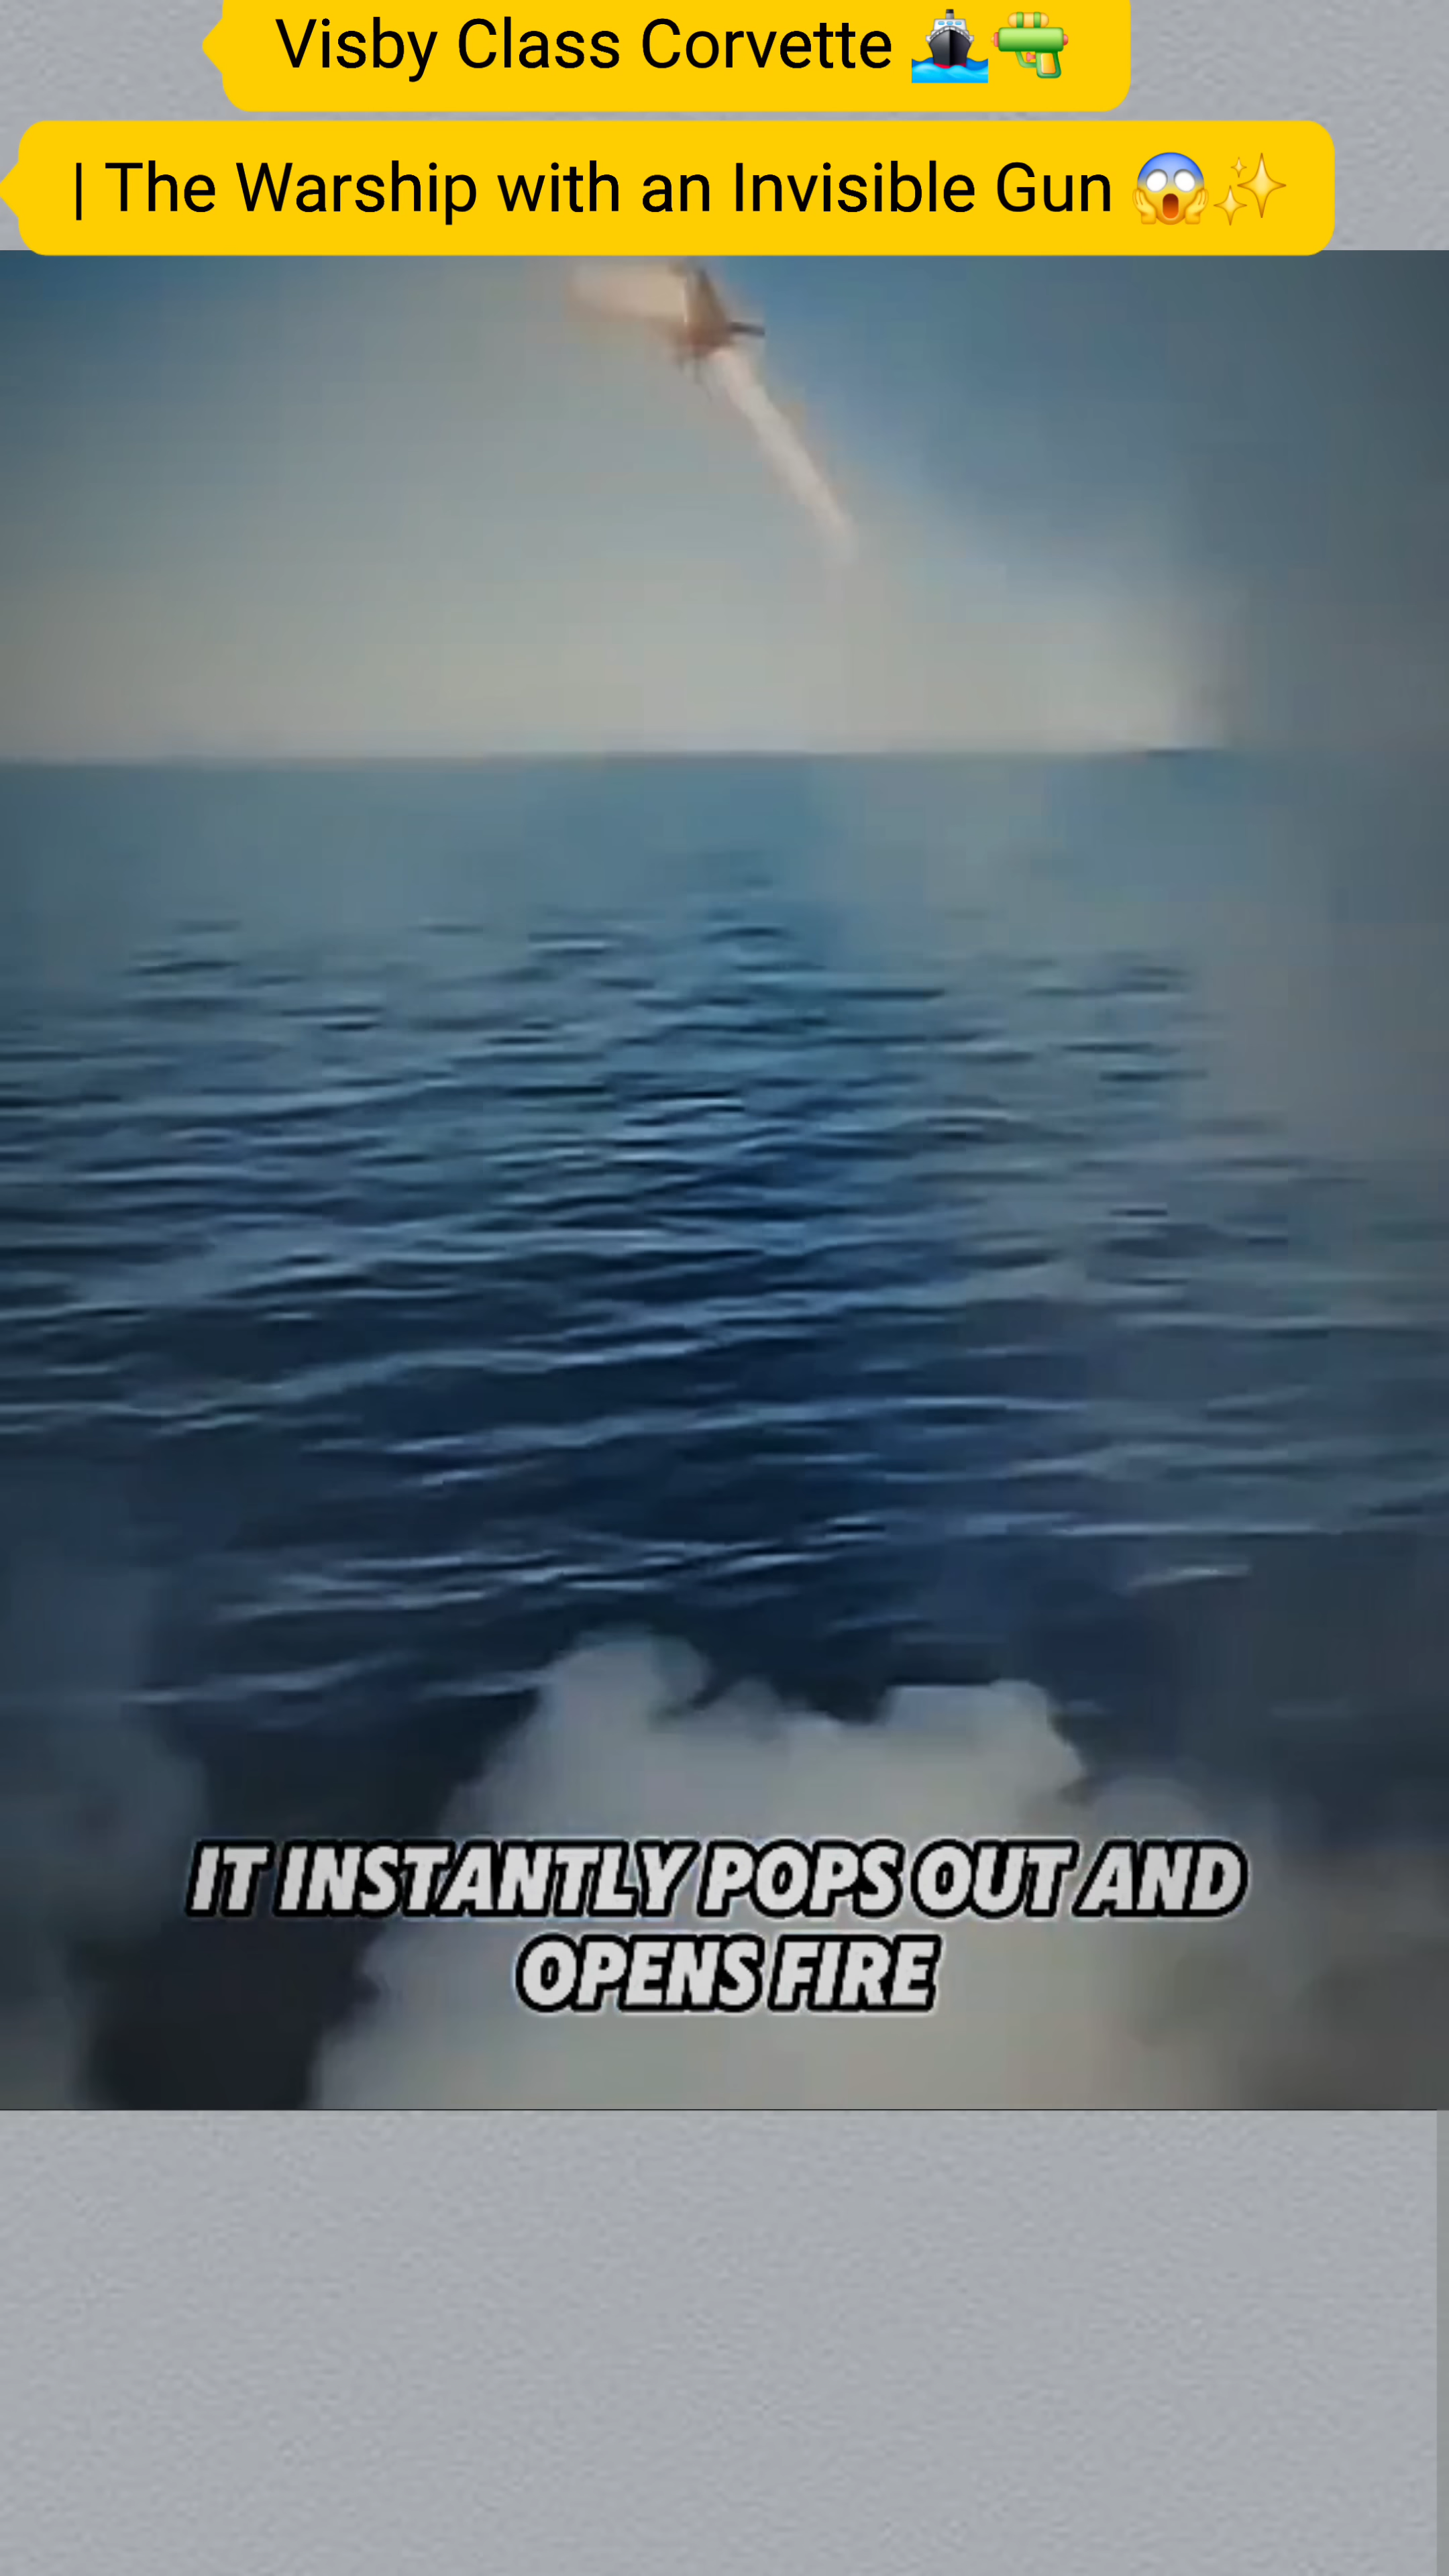 Visby Class Corvette 🛳️🔫
| The Warship with an Invisible Gun 😱✨
IT INSTANTLY POPS OUT AND
OPENS FIRE